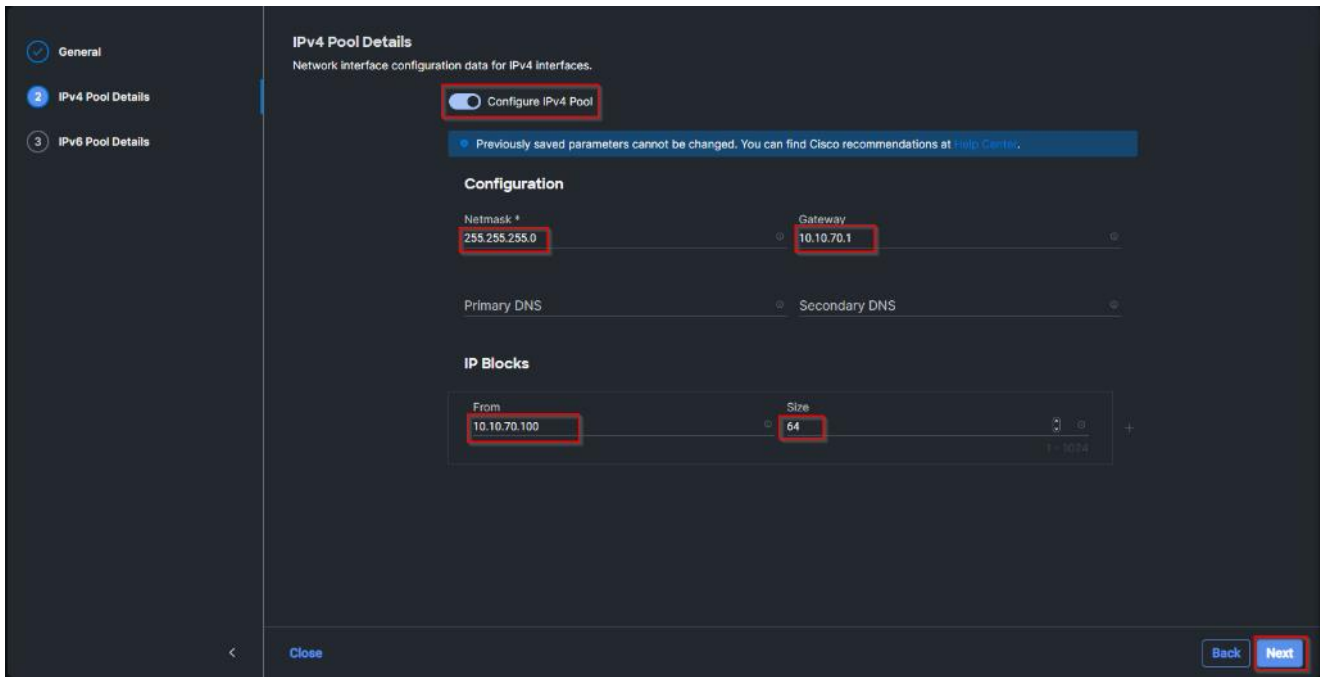 General
2
IPv4 Pool Details
3
IPv6 Pool Details
IPv4 Pool Details
Network interface configuration data for IPv4 interfaces.
Configure IPv4 Pool
Previously saved parameters cannot be changed. You can find Cisco recommendations at Help Center.
Configuration
Netmask *
255.255.255.0
Gateway
10.10.70.1
Primary DNS
Secondary DNS
IP Blocks
From
10.10.70.100
Size
64
1 - 1024
Close
Back
Next